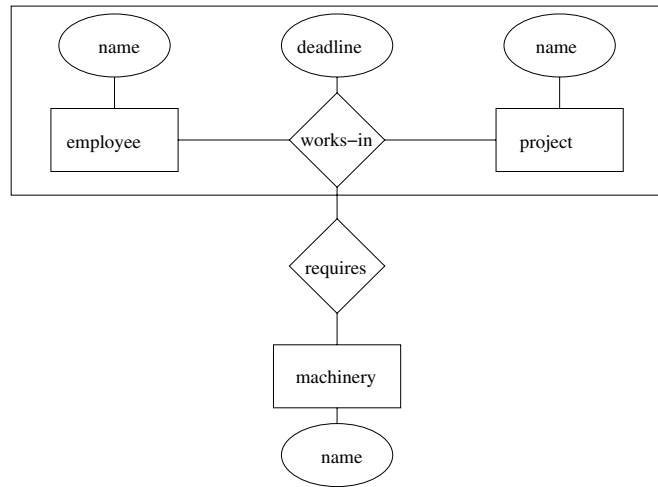 name
deadline
name
employee
works-in
project
requires
machinery
name